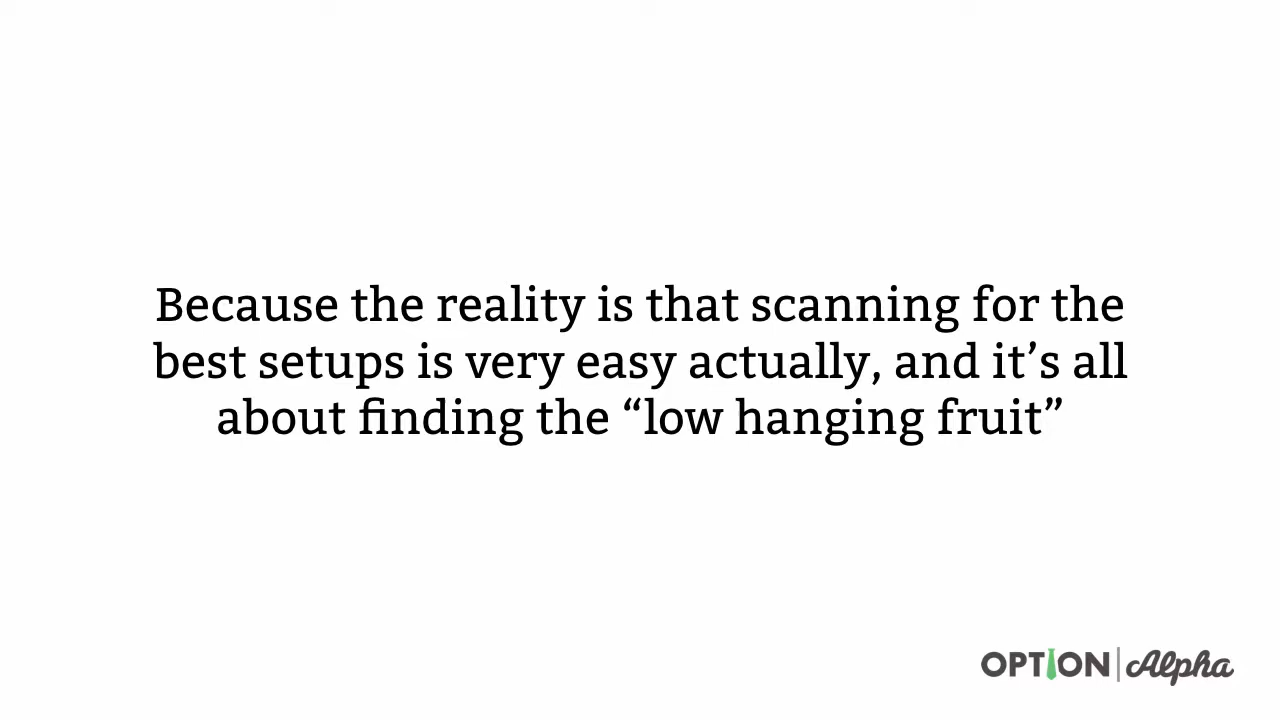 Because the reality is that scanning for the
best setups is very easy actually, and it’s all
about finding the “low hanging fruit”
OPTION | Alpha